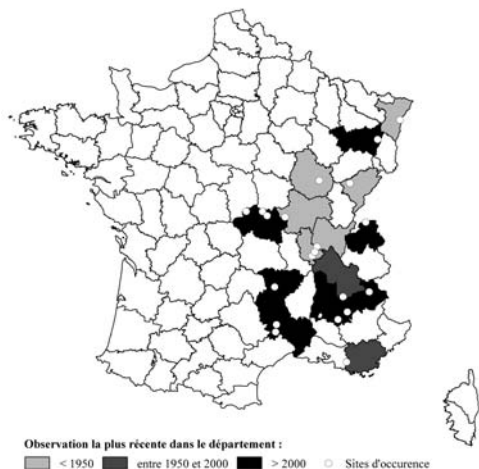 Observation la plus récente dans le département :
< 1950 entre 1950 et 2000 > 2000 Sites d'occurence